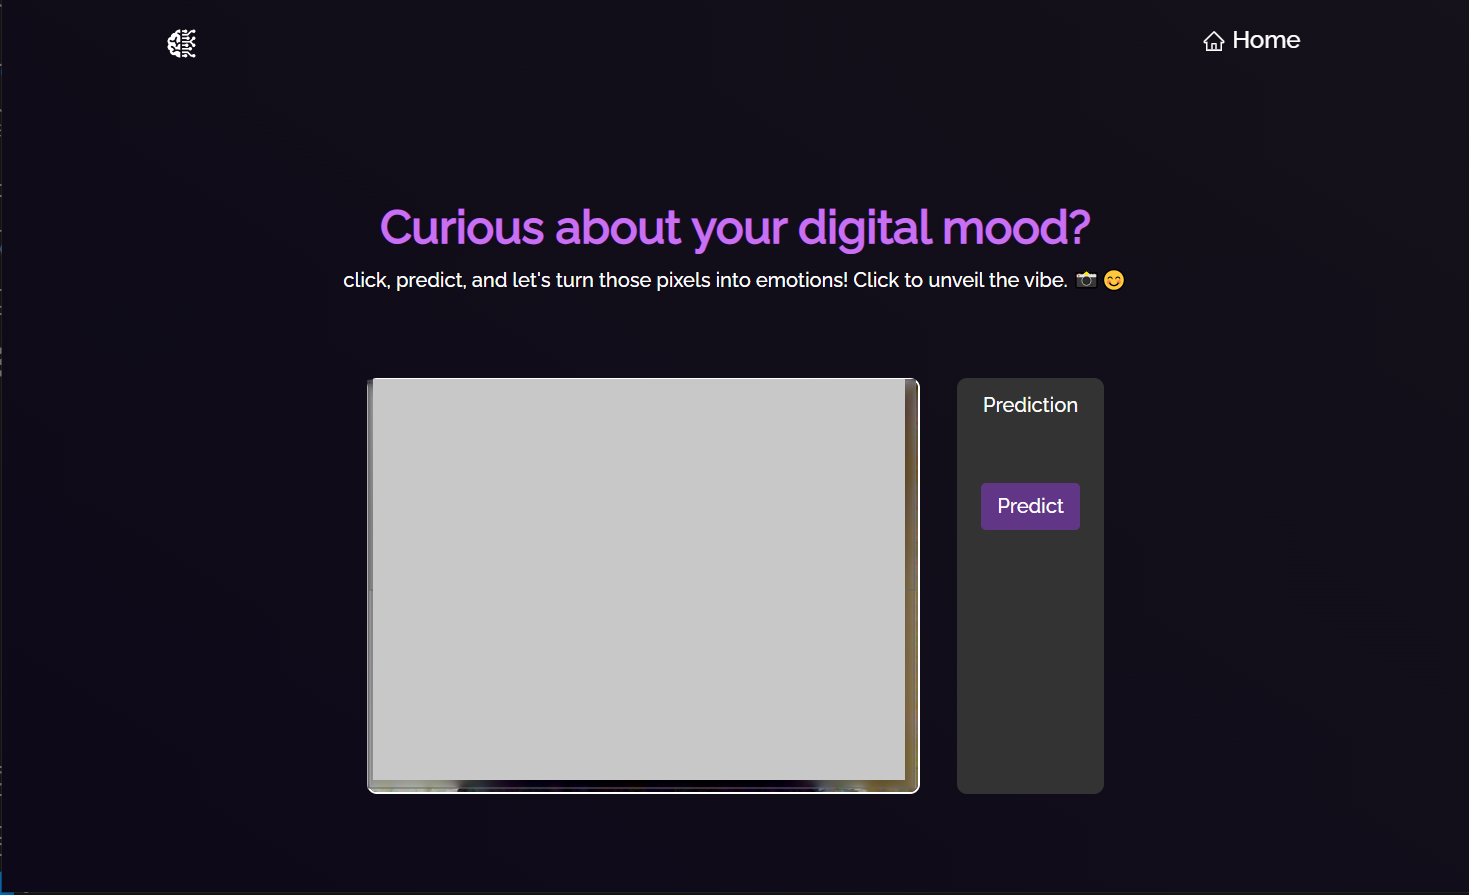 Home
Curious about your digital mood?
click, predict, and let's turn those pixels into emotions! Click to unveil the vibe. 📷 😊
Prediction
Predict